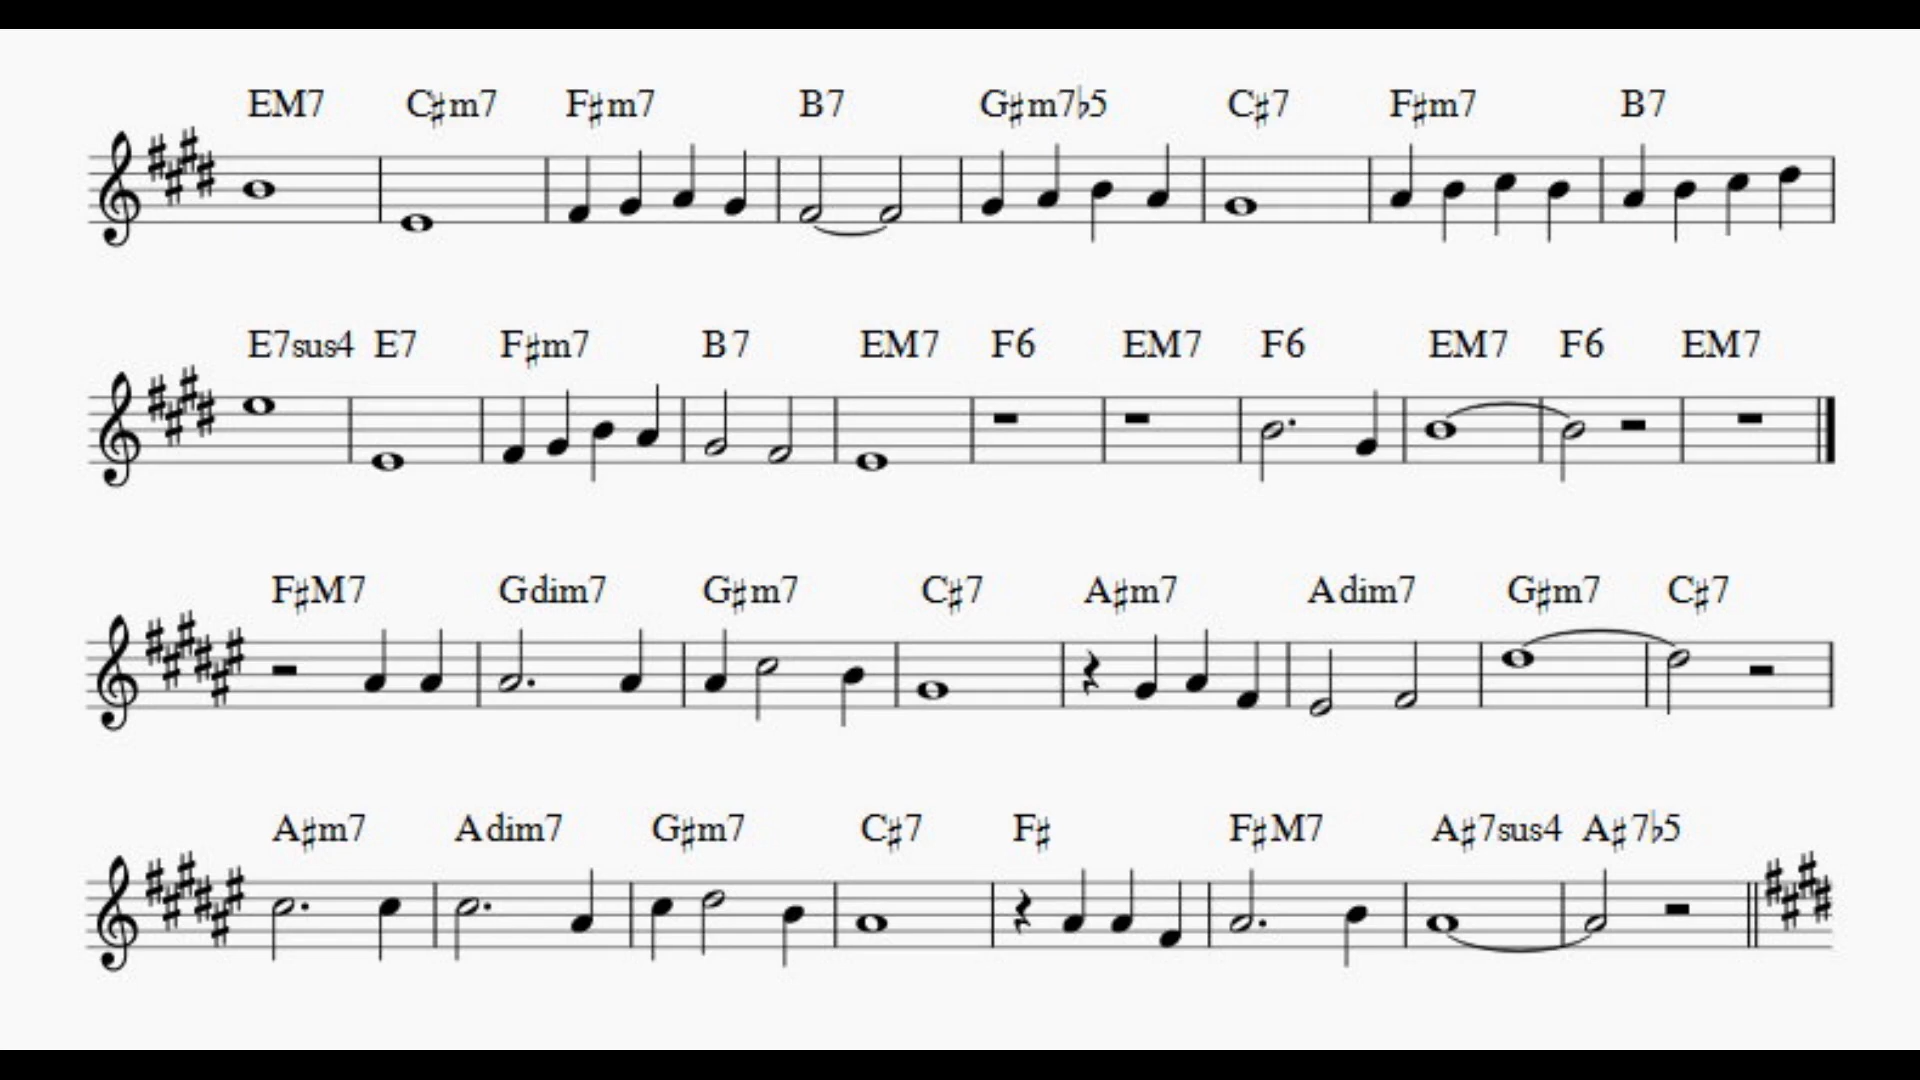 EM7 C♯m7 F♯m7 B7 G♯m7♭5 C♯7 F♯m7 B7
E7sus4 E7 F♯m7 B7 EM7 F6 EM7 F6 EM7 F6 EM7
F♯M7 Gdim7 G♯m7 C♯7 A♯m7 Adim7 G♯m7 C♯7
A♯m7 Adim7 G♯m7 C♯7 F♯ F♯M7 A♯7sus4 A♯7♭5